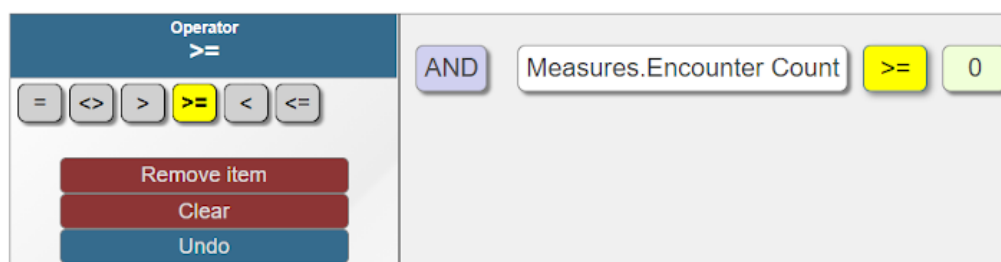 Operator
>=
= <> > >= < <=
Remove item
Clear
Undo
AND Measures.Encounter Count >= 0